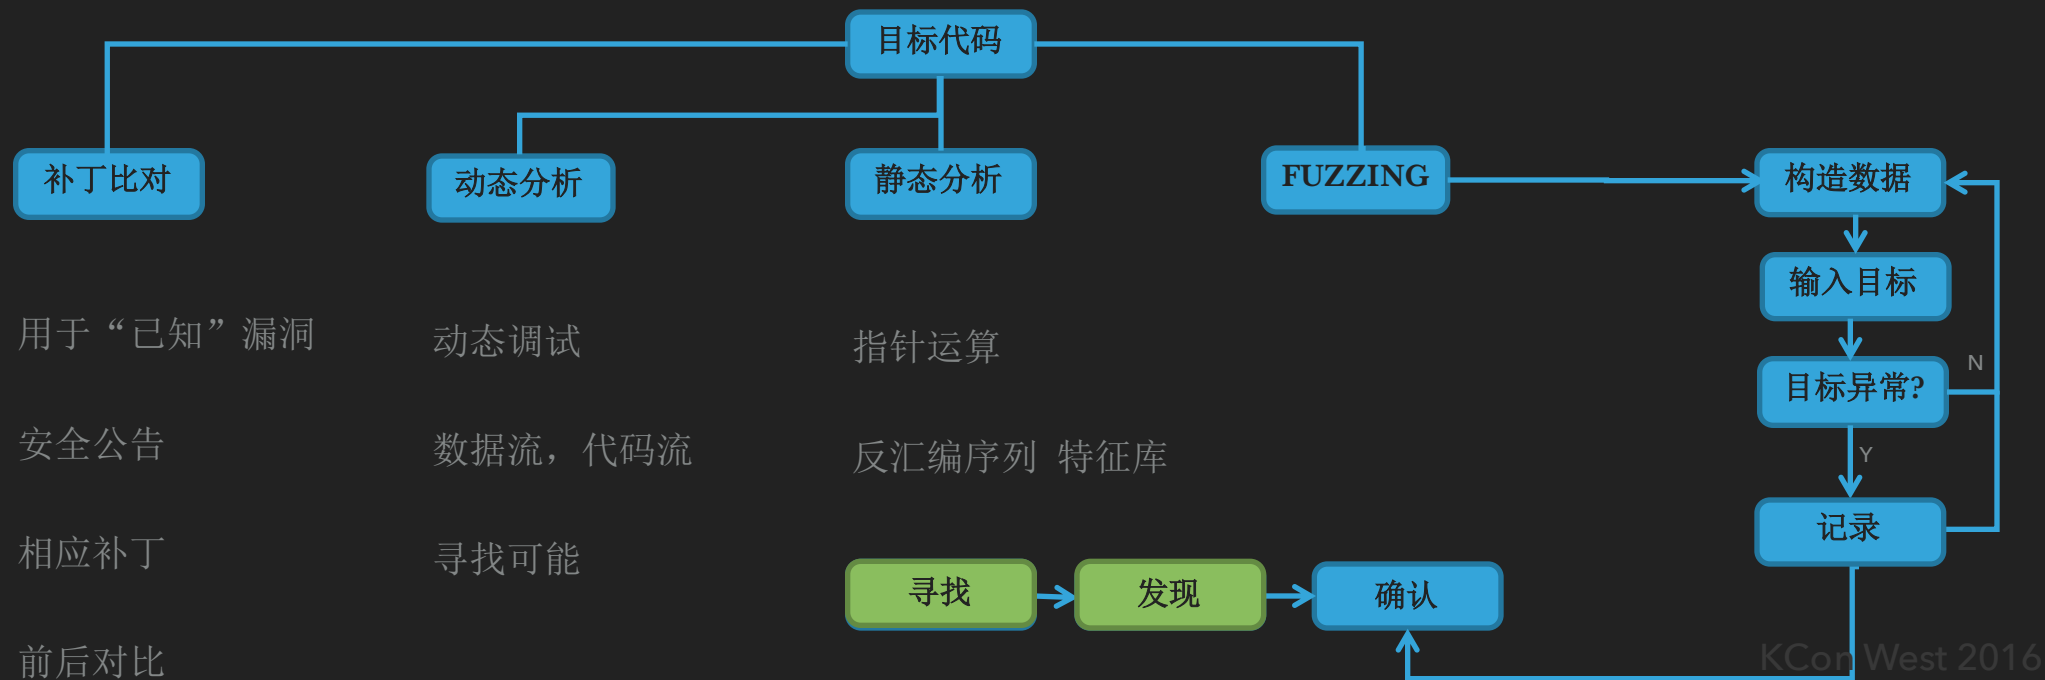 目标代码
补丁比对
动态分析
静态分析
FUZZING
构造数据
输入目标
目标异常?
N
Y
记录
用于“已知”漏洞
安全公告
相应补丁
前后对比
动态调试
数据流，代码流
寻找可能
指针运算
反汇编序列 特征库
寻找
发现
确认
KCon West 2016